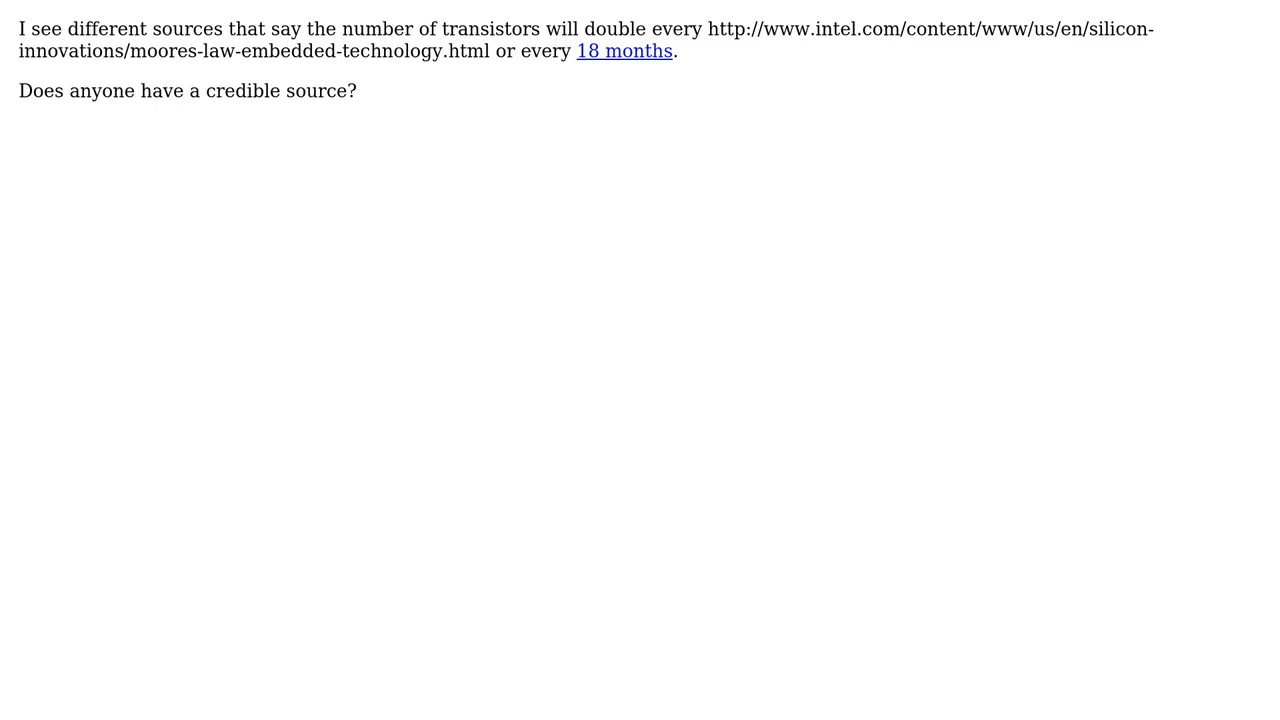 I see different sources that say the number of transistors will double every http://www.intel.com/content/www/us/en/silicon-
innovations/moores-law-embedded-technology.html or every 18 months.
Does anyone have a credible source?